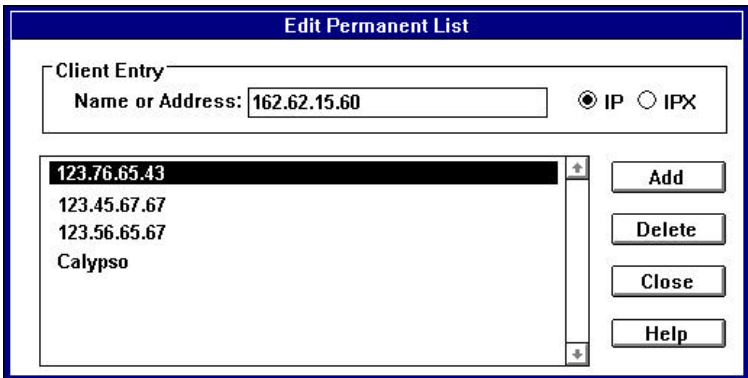 Edit Permanent List
Client Entry
Name or Address: 162.62.15.60 IP IPX
123.76.65.43
123.45.67.67
123.56.65.67
Calypso
Add
Delete
Close
Help